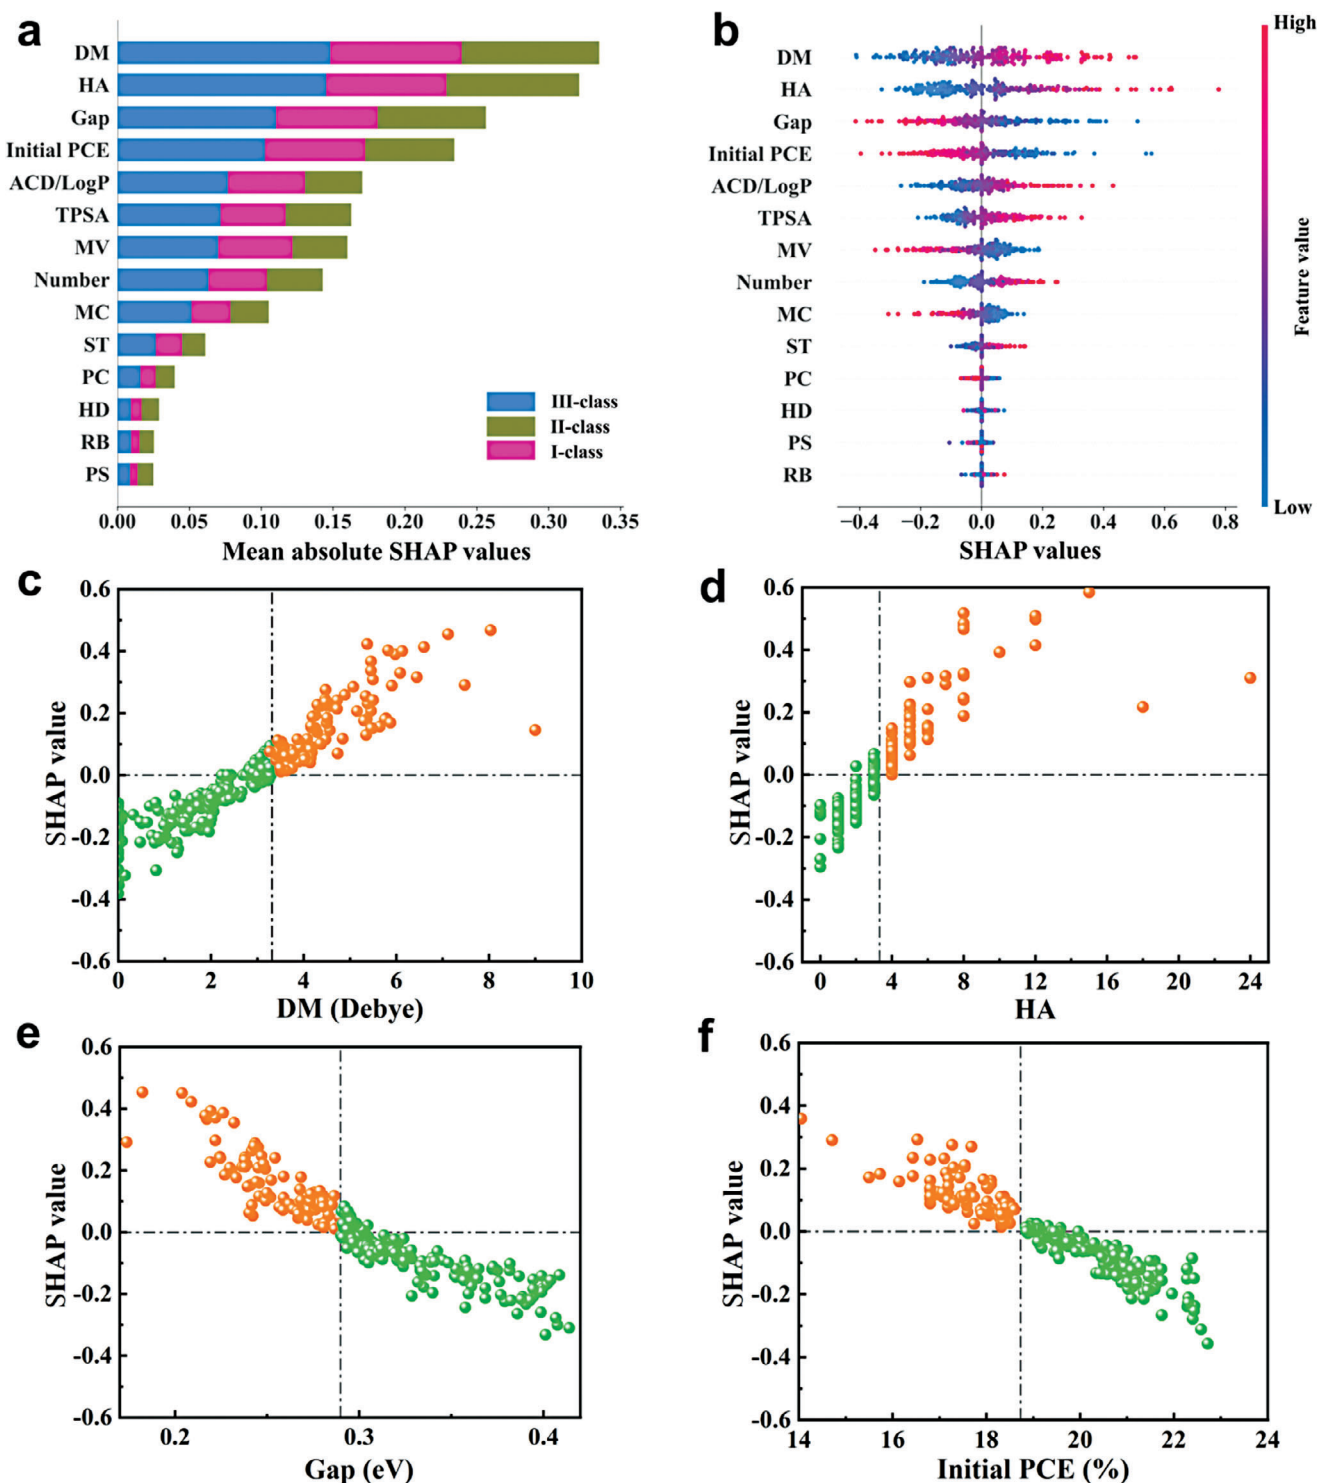 a
DM
HA
Gap
Initial PCE
ACD/LogP
TPSA
MV
Number
MC
ST
PC
HD
RB
PS
III-class
II-class
I-class
0.00 0.05 0.10 0.15 0.20 0.25 0.30 0.35
Mean absolute SHAP values
b
DM
HA
Gap
Initial PCE
ACD/LogP
TPSA
MV
Number
MC
ST
PC
HD
PS
RB
−0.4 −0.2 0.0 0.2 0.4 0.6 0.8
SHAP values
High
Feature value
Low
c
0.6
0.4
0.2
0.0
-0.2
-0.4
-0.6
SHAP value
0 2 4 6 8 10
DM (Debye)
d
0.6
0.4
0.2
0.0
-0.2
-0.4
-0.6
SHAP value
0 4 8 12 16 20 24
HA
e
0.6
0.4
0.2
0.0
-0.2
-0.4
-0.6
SHAP value
0.2 0.3 0.4
Gap (eV)
f
0.6
0.4
0.2
0.0
-0.2
-0.4
-0.6
SHAP value
14 16 18 20 22 24
Initial PCE (%)